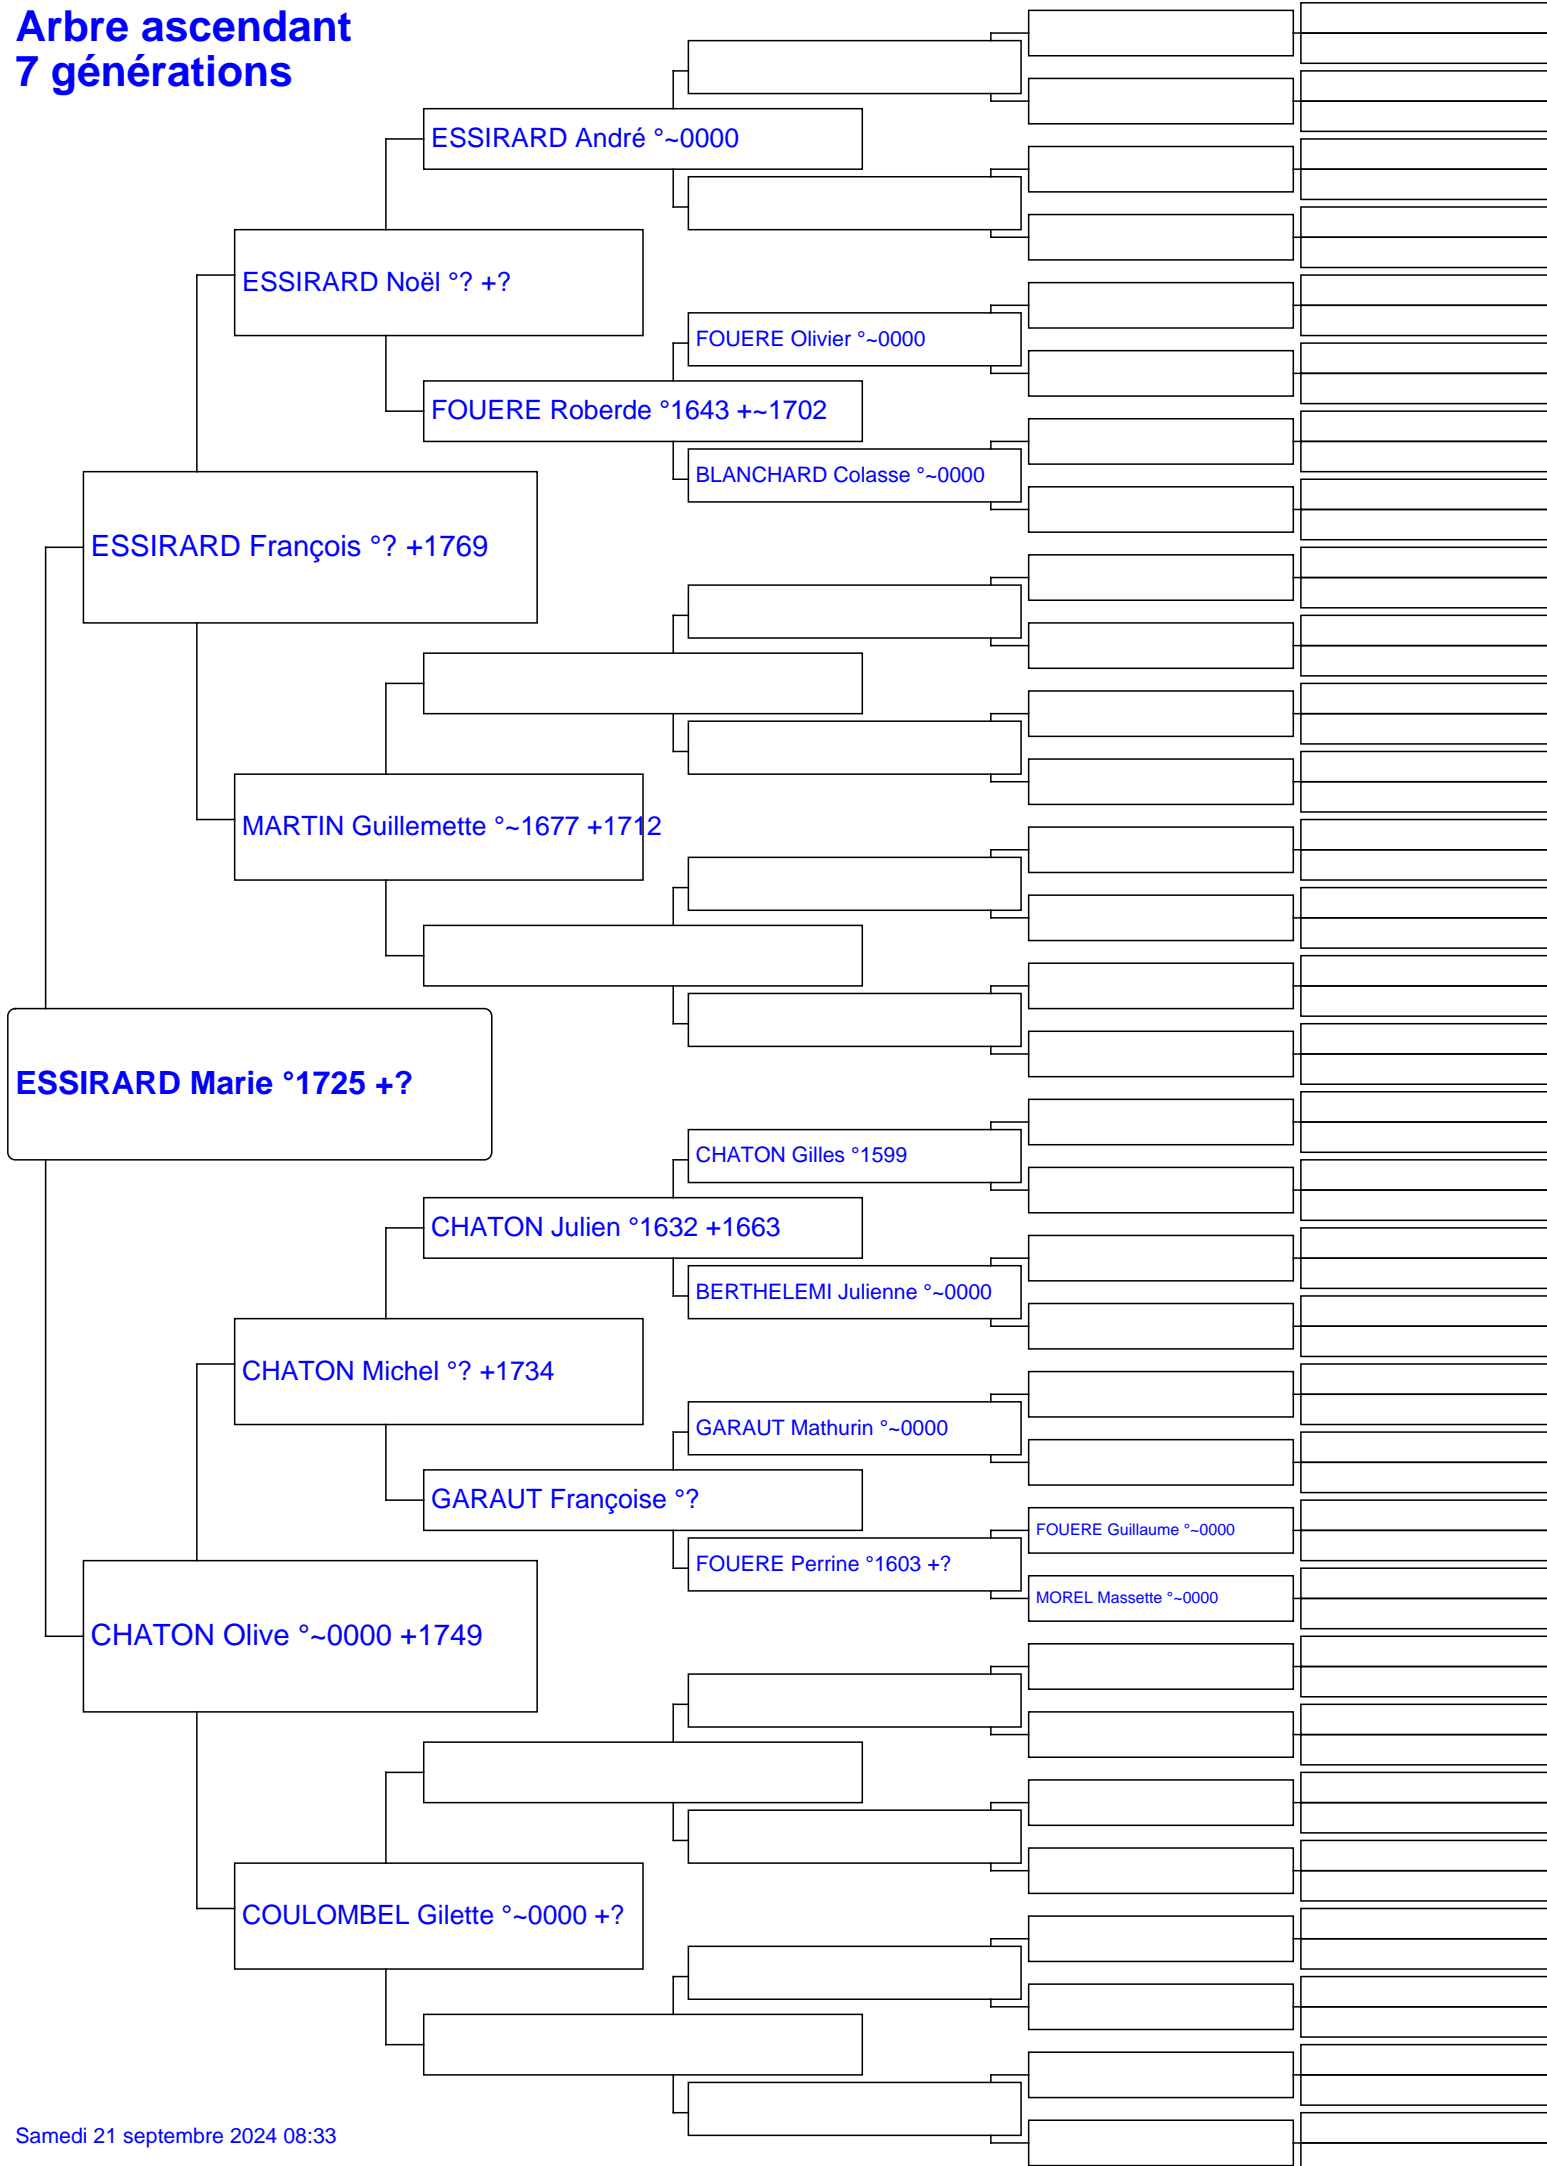 Arbre ascendant
7 générations
ESSIRARD André °~0000
ESSIRARD Noël °? +?
FOUERE Olivier °~0000
FOUERE Roberde °1643 +~1702
BLANCHARD Colasse °~0000
ESSIRARD François °? +1769
MARTIN Guillemette °~1677 +1712
ESSIRARD Marie °1725 +?
CHATON Gilles °1599
CHATON Julien °1632 +1663
BERTHELEMI Julienne °~0000
CHATON Michel °? +1734
GARAUT Mathurin °~0000
GARAUT Françoise °?
FOUERE Guillaume °~0000
FOUERE Perrine °1603 +?
MOREL Massette °~0000
CHATON Olive °~0000 +1749
COULOMBEL Gilette °~0000 +?
Samedi 21 septembre 2024 08:33